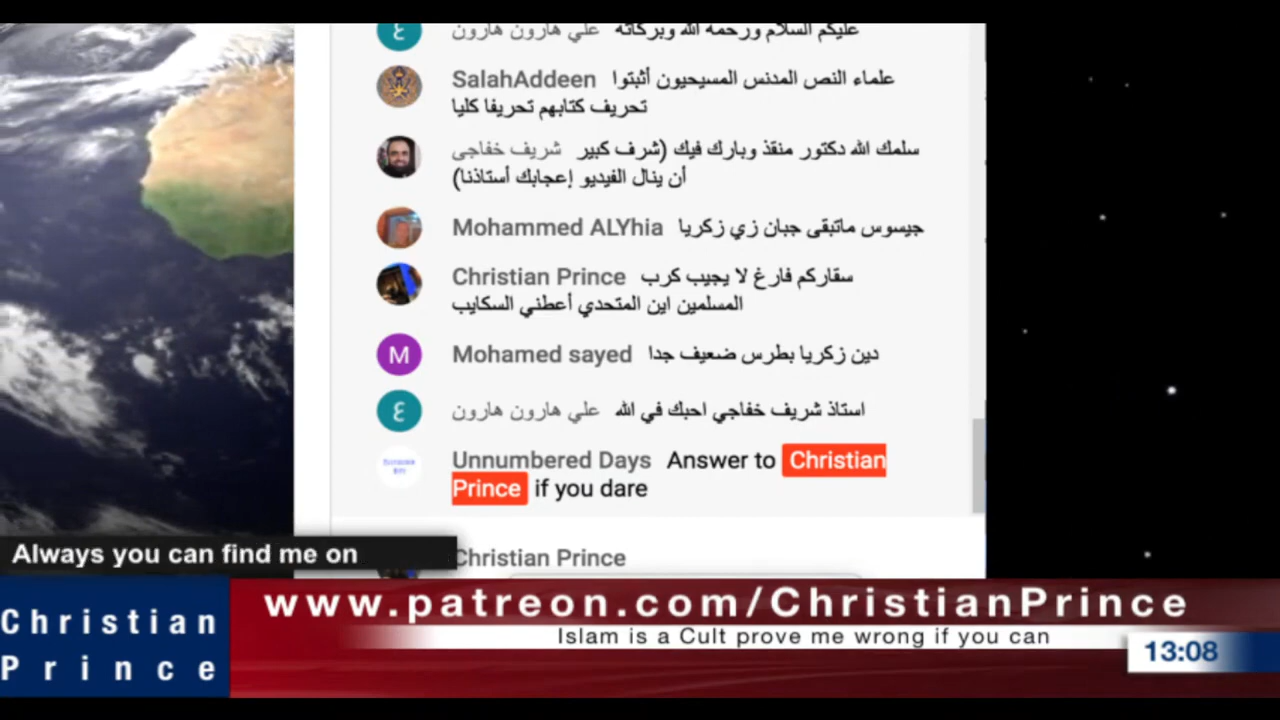 علي هارون هارون عليكم السلام ورحمة الله وبركاته
SalahAddeen علماء النص المدنس المسيحيون أثبتوا
تحريف كتابهم تحريفا كليا
شريف خفاجى سلمك الله دكتور منقذ وبارك فيك (شرف كبير
أن ينال الفيديو إعجابك أستاذنا)
Mohammed ALYhia جيسوس ماتبقى جبان زي زكريا
Christian Prince سقاركم فارغ لا يجيب كرب
المسلمين اين المتحدي أعطني السكايب
Mohamed sayed دين زكريا بطرس ضعيف جدا
علي هارون هارون استاذ شريف خفاجي احبك في الله
Unnumbered Days Answer to Christian
Prince if you dare
Christian Prince
Always you can find me on
www.patreon.com/ChristianPrince
Islam is a Cult prove me wrong if you can
Christian
Prince
13:08